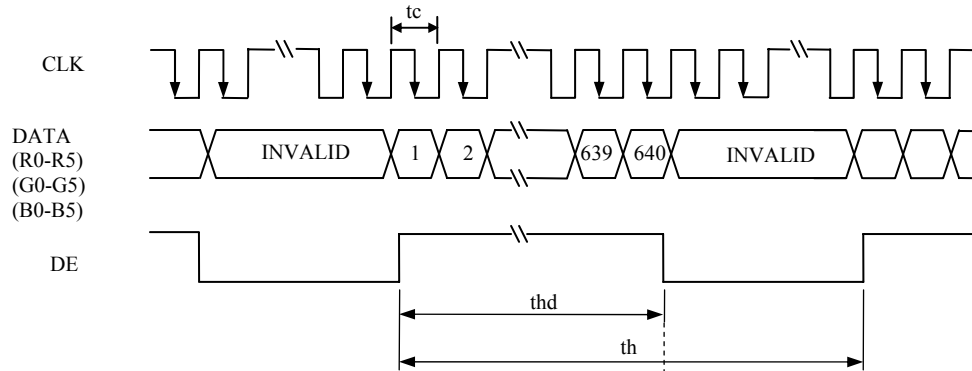 tc
CLK
DATA
(R0-R5)
(G0-G5)
(B0-B5)
INVALID 1 2 639 640 INVALID
DE
thd
th